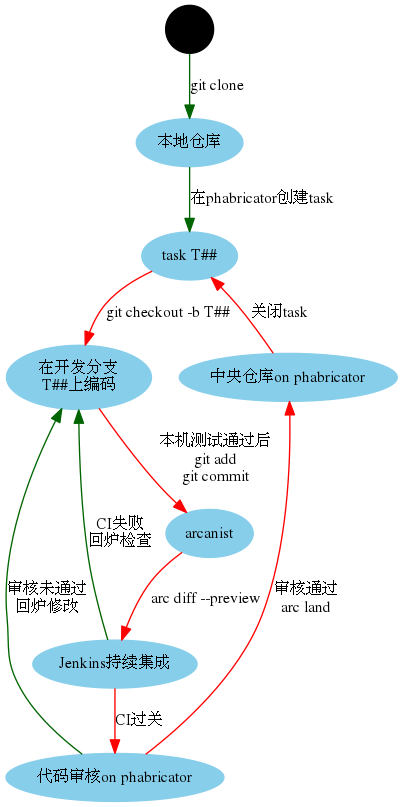 git clone
本地仓库
在phabricator创建task
task T##
git checkout -b T##
关闭task
在开发分支
T##上编码
中央仓库on phabricator
本机测试通过后
git add
git commit
CI失败
回炉检查
arcanist
审核未通过
回炉修改
arc diff --preview
审核通过
arc land
Jenkins持续集成
CI过关
代码审核on phabricator